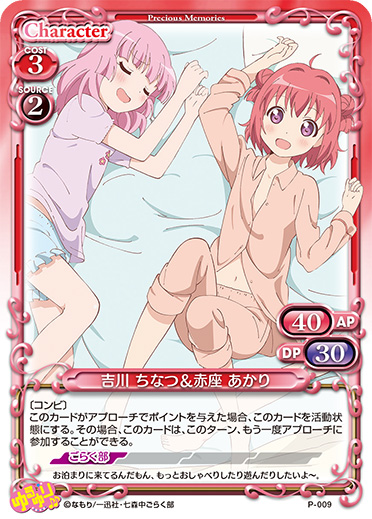 Precious Memories
Character
COST
3
SOURCE
2
40 AP
DP 30
吉川 ちなつ&赤座 あかり
[コンビ]
このカードがアプローチでポイントを与えた場合、このカードを活動状
態にする。その場合、このカードは、このターン、もう一度アプローチに
参加することができる。
ごらく部
お泊まりに来てるんだもん、もっとおしゃべりしたり遊んだりしたいよ~。
ゆるゆり
©なもり/一迅社・七森中ごらく部
P-009